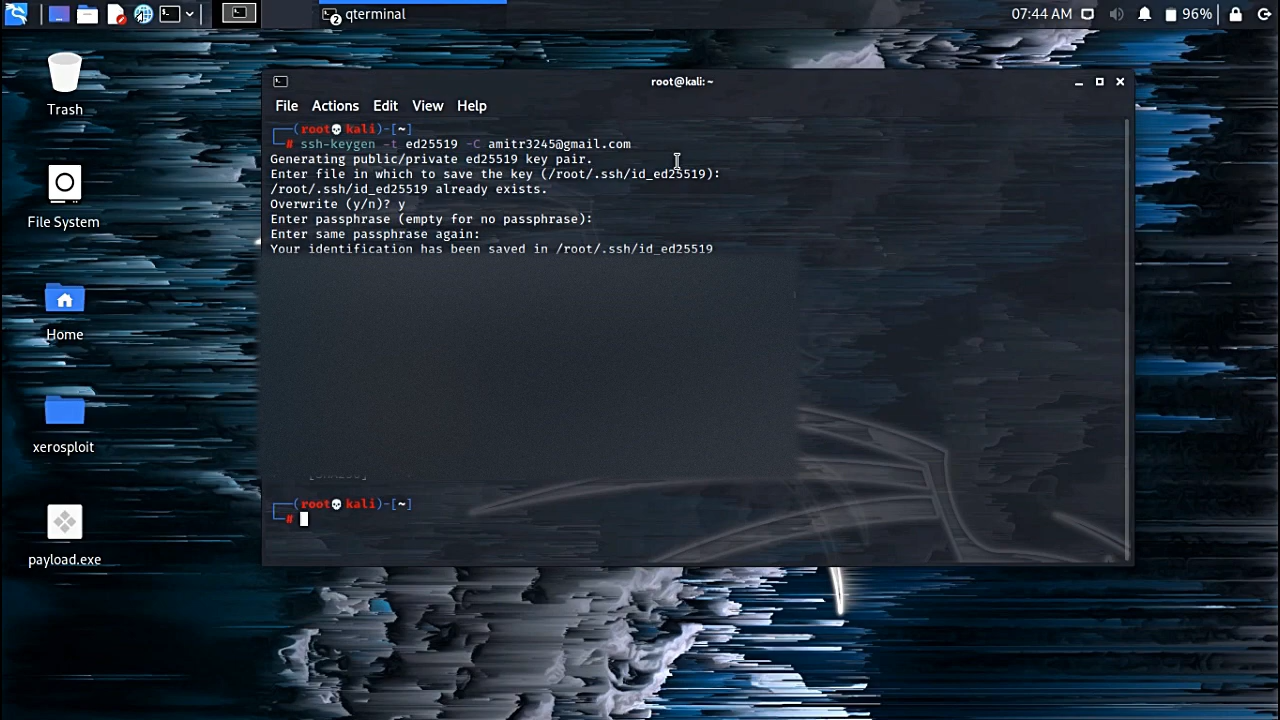 qterminal
07:44 AM
96%
Trash
File System
Home
xerosploit
payload.exe
root@kali: ~
File Actions Edit View Help
(root💀kali)-[~]
# ssh-keygen -t ed25519 -C amitr3245@gmail.com
Generating public/private ed25519 key pair.
Enter file in which to save the key (/root/.ssh/id_ed25519):
/root/.ssh/id_ed25519 already exists.
Overwrite (y/n)? y
Enter passphrase (empty for no passphrase):
Enter same passphrase again:
Your identification has been saved in /root/.ssh/id_ed25519
(root💀kali)-[~]
#